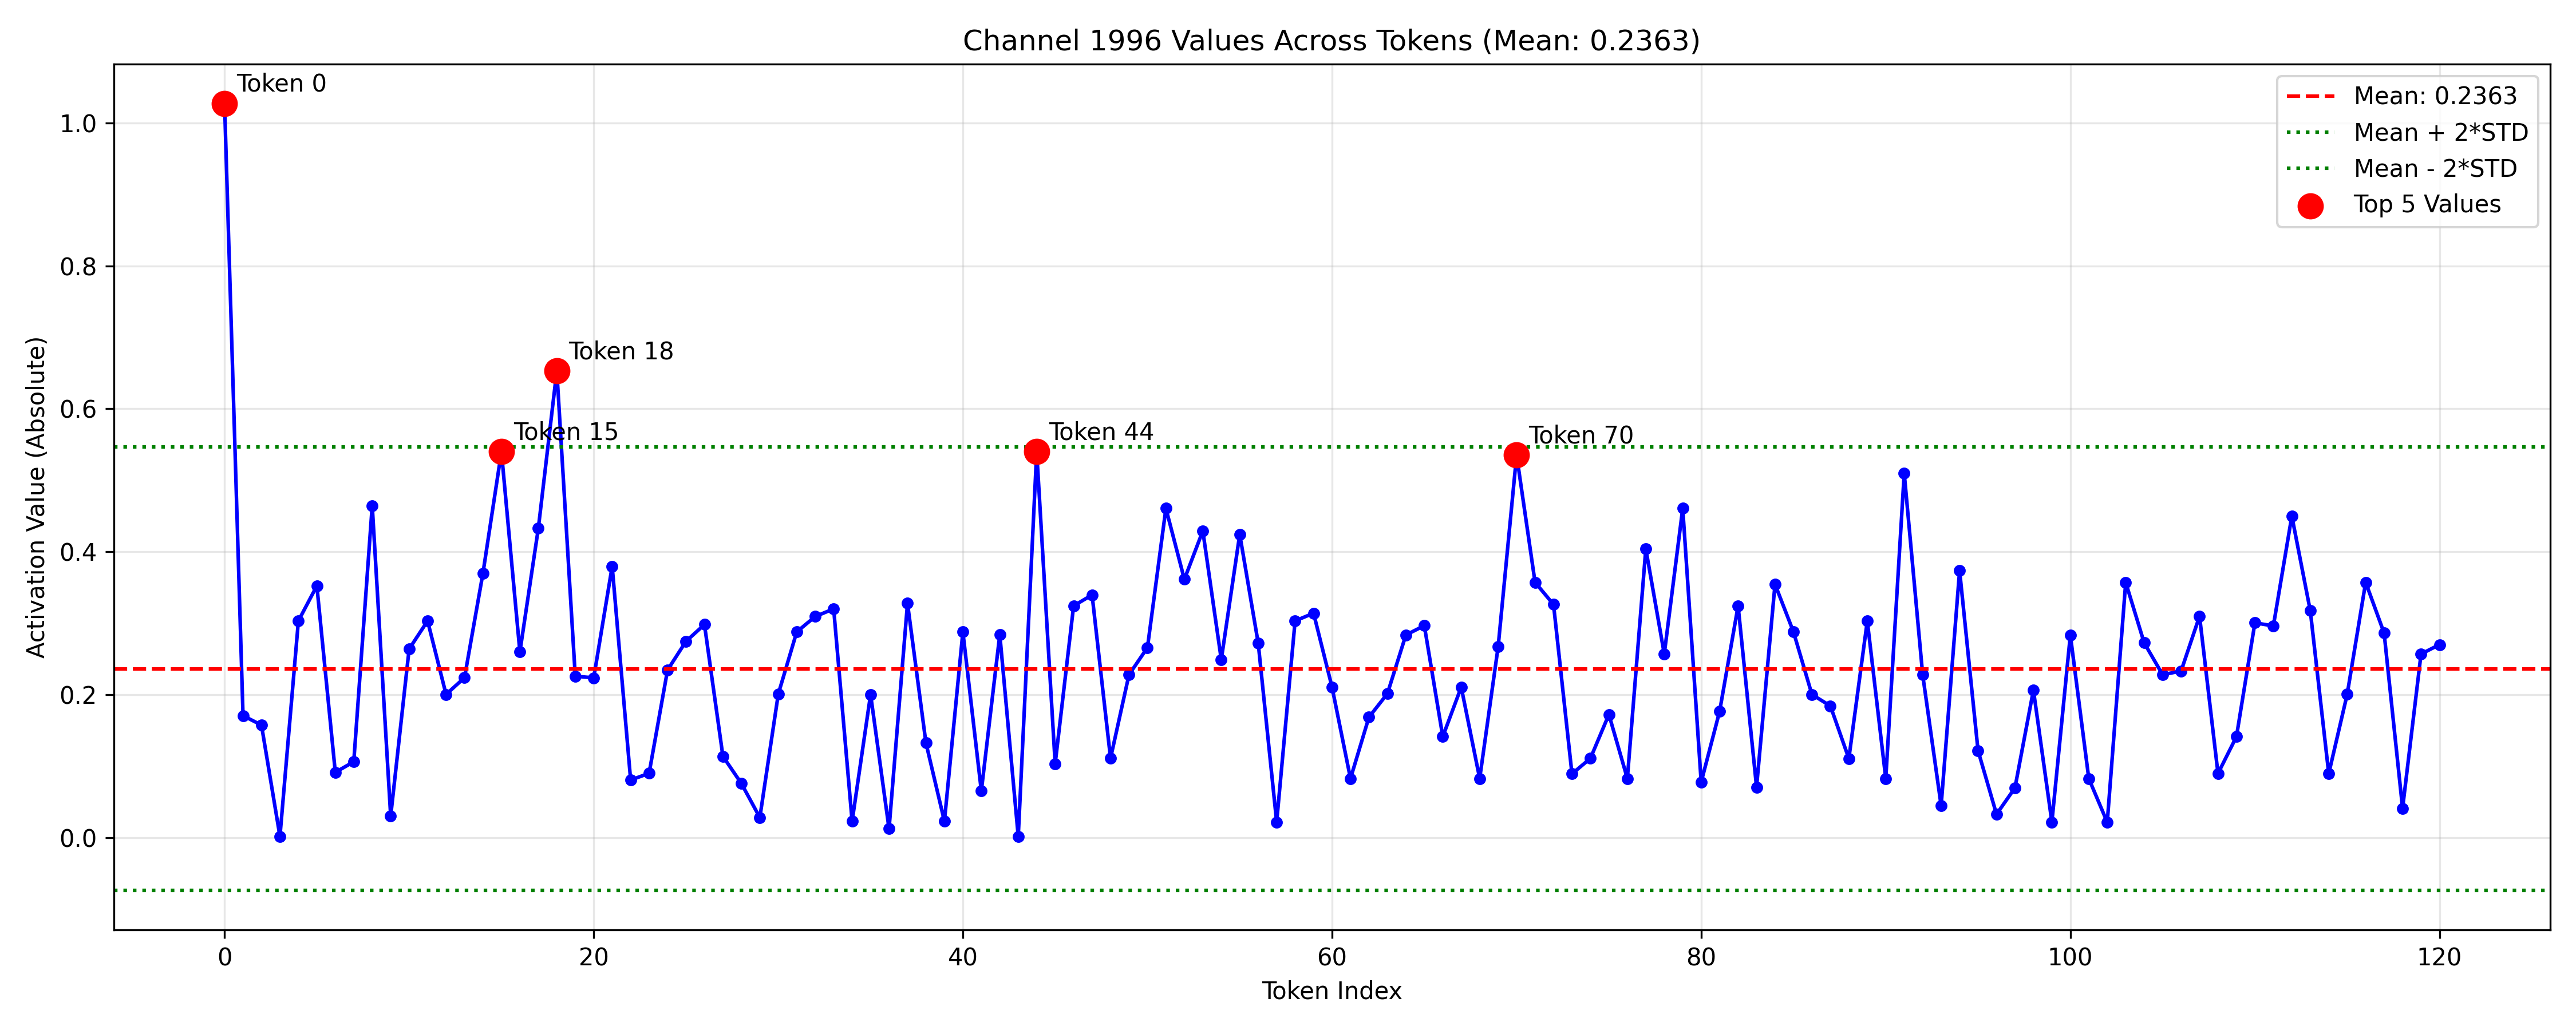 Channel 1996 Values Across Tokens (Mean: 0.2363)
Token 0
Token 18
Token 15
Token 44
Token 70
Mean: 0.2363
Mean + 2*STD
Mean - 2*STD
Top 5 Values
Activation Value (Absolute)
1.0
0.8
0.6
0.4
0.2
0.0
0 20 40 60 80 100 120
Token Index